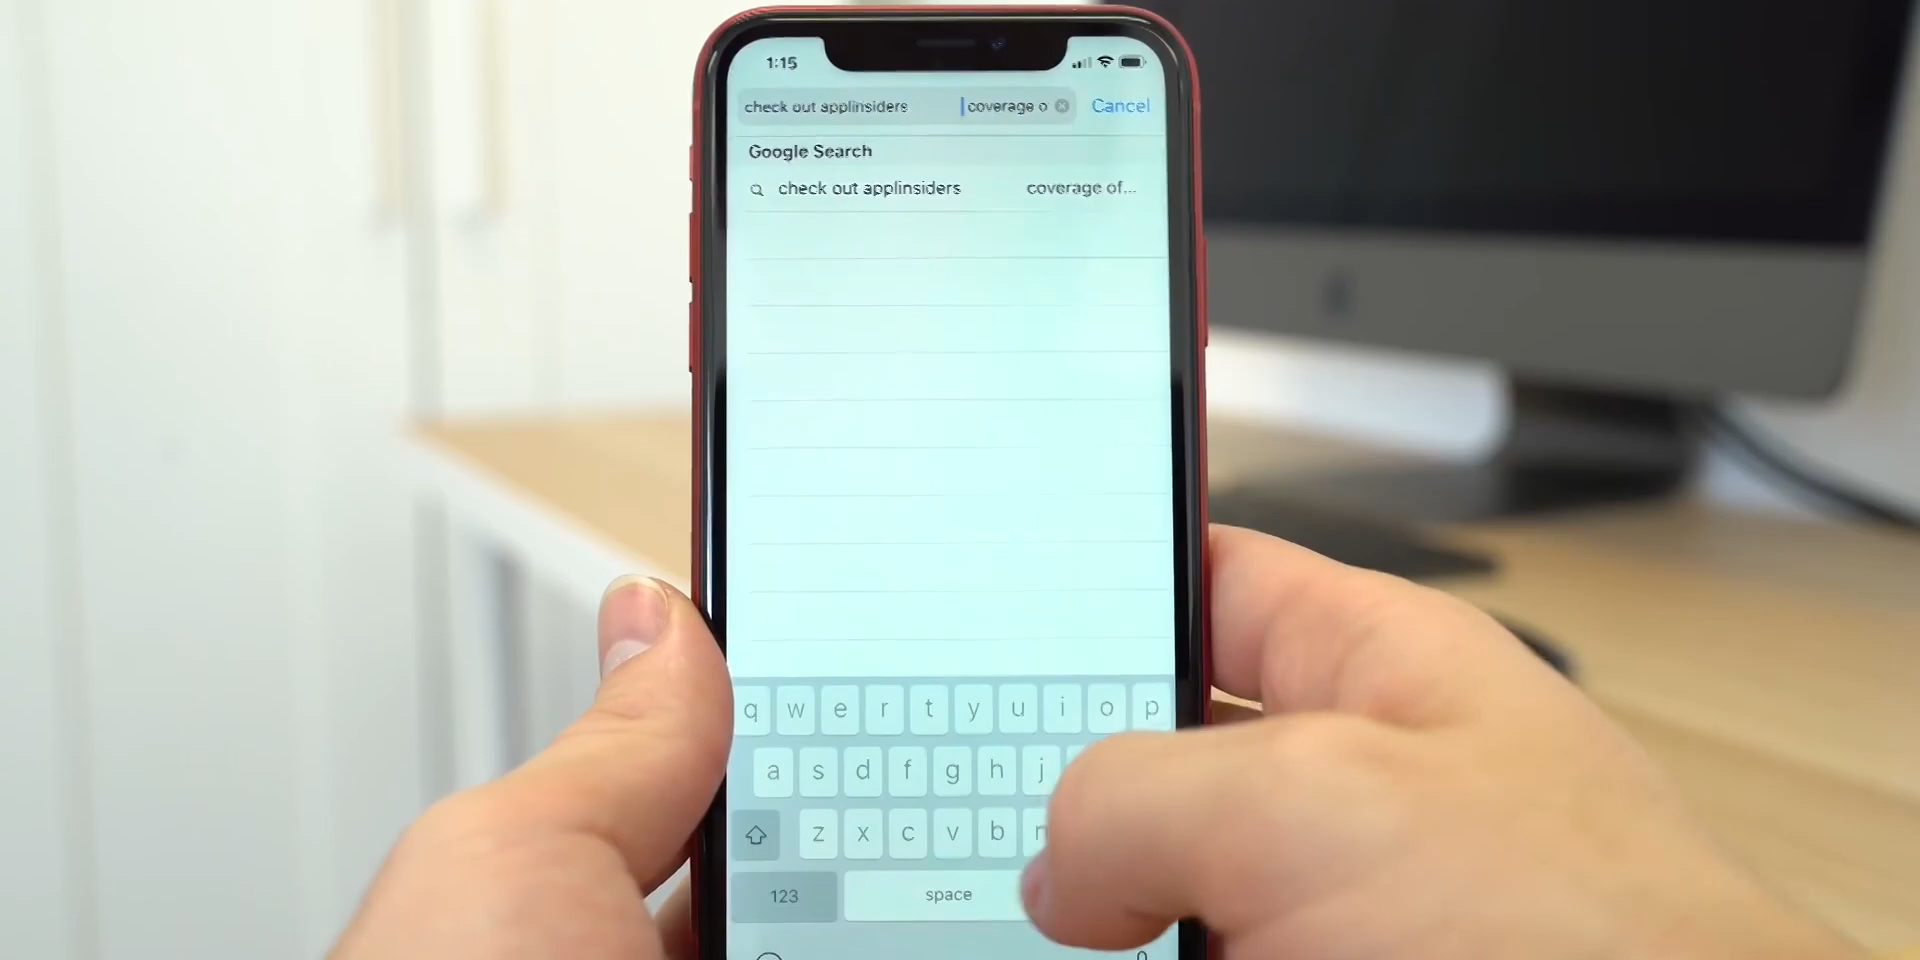 1:15
check out applinsiders coverage o Cancel
Google Search
check out applinsiders coverage of...
q w e r t y u i o p
a s d f g h j
z x c v b n
123 space